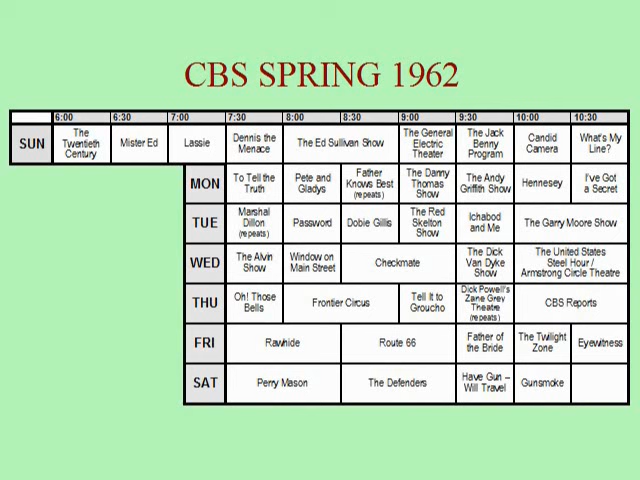 CBS SPRING 1962
6:00 6:30 7:00 7:30 8:00 8:30 9:00 9:30 10:00 10:30
SUN
The
Twentieth
Century
Mister Ed
Lassie
Dennis the
Menace
The Ed Sullivan Show
The General
Electric
Theater
The Jack
Benny
Program
Candid
Camera
What's My
Line?
MON
To Tell the
Truth
Pete and
Gladys
Father
Knows Best
(repeats)
The Danny
Thomas
Show
The Andy
Griffith Show
Hennesey
I've Got
a Secret
TUE
Marshal
Dillon
(repeats)
Password
Dobie Gillis
The Red
Skelton
Show
Ichabod
and Me
The Garry Moore Show
WED
The Alvin
Show
Window on
Main Street
Checkmate
The Dick
Van Dyke
Show
The United States
Steel Hour /
Armstrong Circle Theatre
THU
Oh! Those
Bells
Frontier Circus
Tell It to
Groucho
Dick Powell's
Zane Grey
Theatre
(repeats)
CBS Reports
FRI
Rawhide
Route 66
Father of
the Bride
The Twilight
Zone
Eyewitness
SAT
Perry Mason
The Defenders
Have Gun –
Will Travel
Gunsmoke